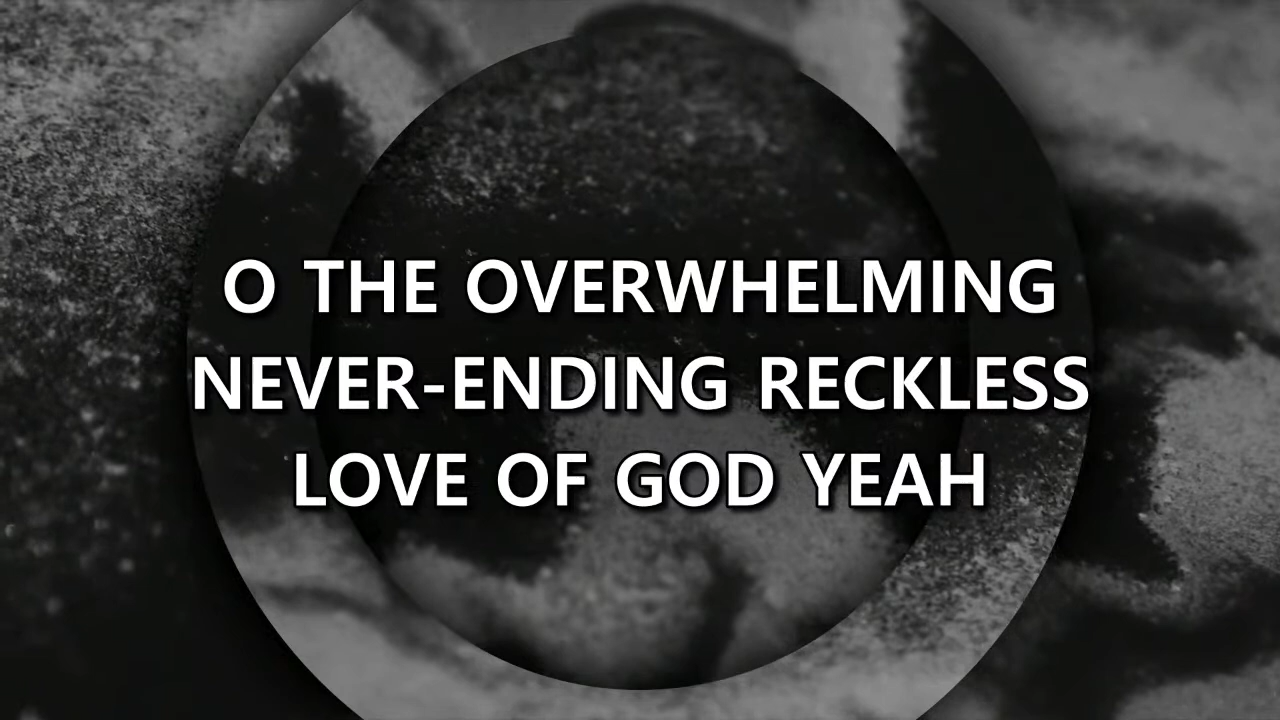 O THE OVERWHELMING
NEVER-ENDING RECKLESS
LOVE OF GOD YEAH